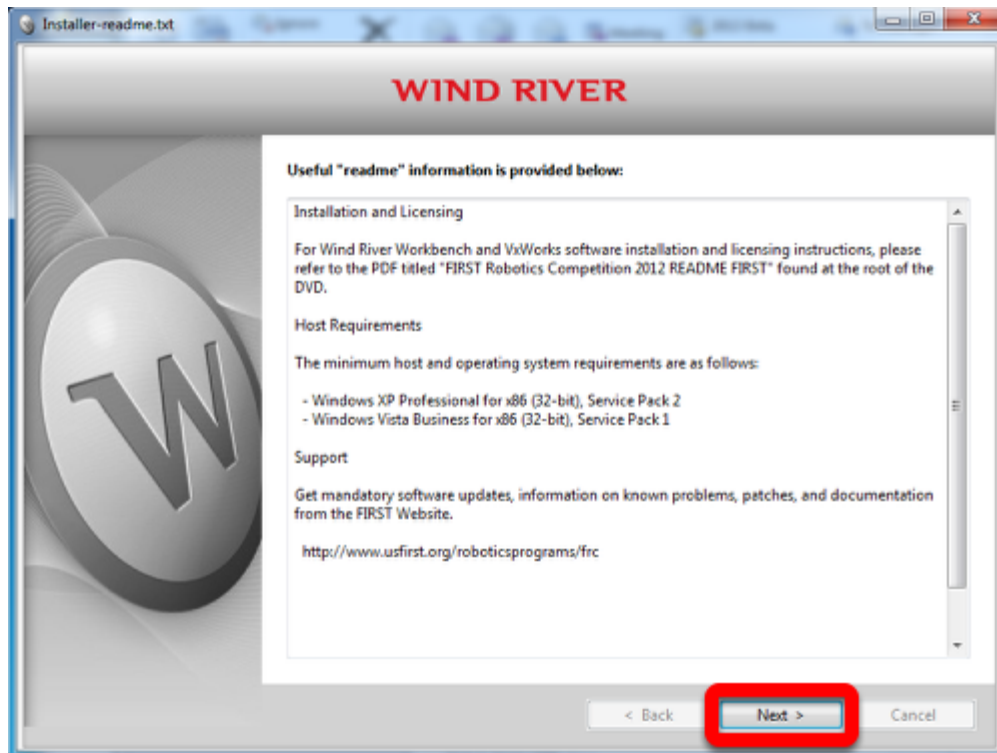 Installer-readme.txt
WIND RIVER
Useful "readme" information is provided below:
Installation and Licensing
For Wind River Workbench and VxWorks software installation and licensing instructions, please
refer to the PDF titled "FIRST Robotics Competition 2012 README FIRST" found at the root of the
DVD.
Host Requirements
The minimum host and operating system requirements are as follows:
- Windows XP Professional for x86 (32-bit), Service Pack 2
- Windows Vista Business for x86 (32-bit), Service Pack 1
Support
Get mandatory software updates, information on known problems, patches, and documentation
from the FIRST Website.
http://www.usfirst.org/roboticsprograms/frc
W
< Back
Next >
Cancel